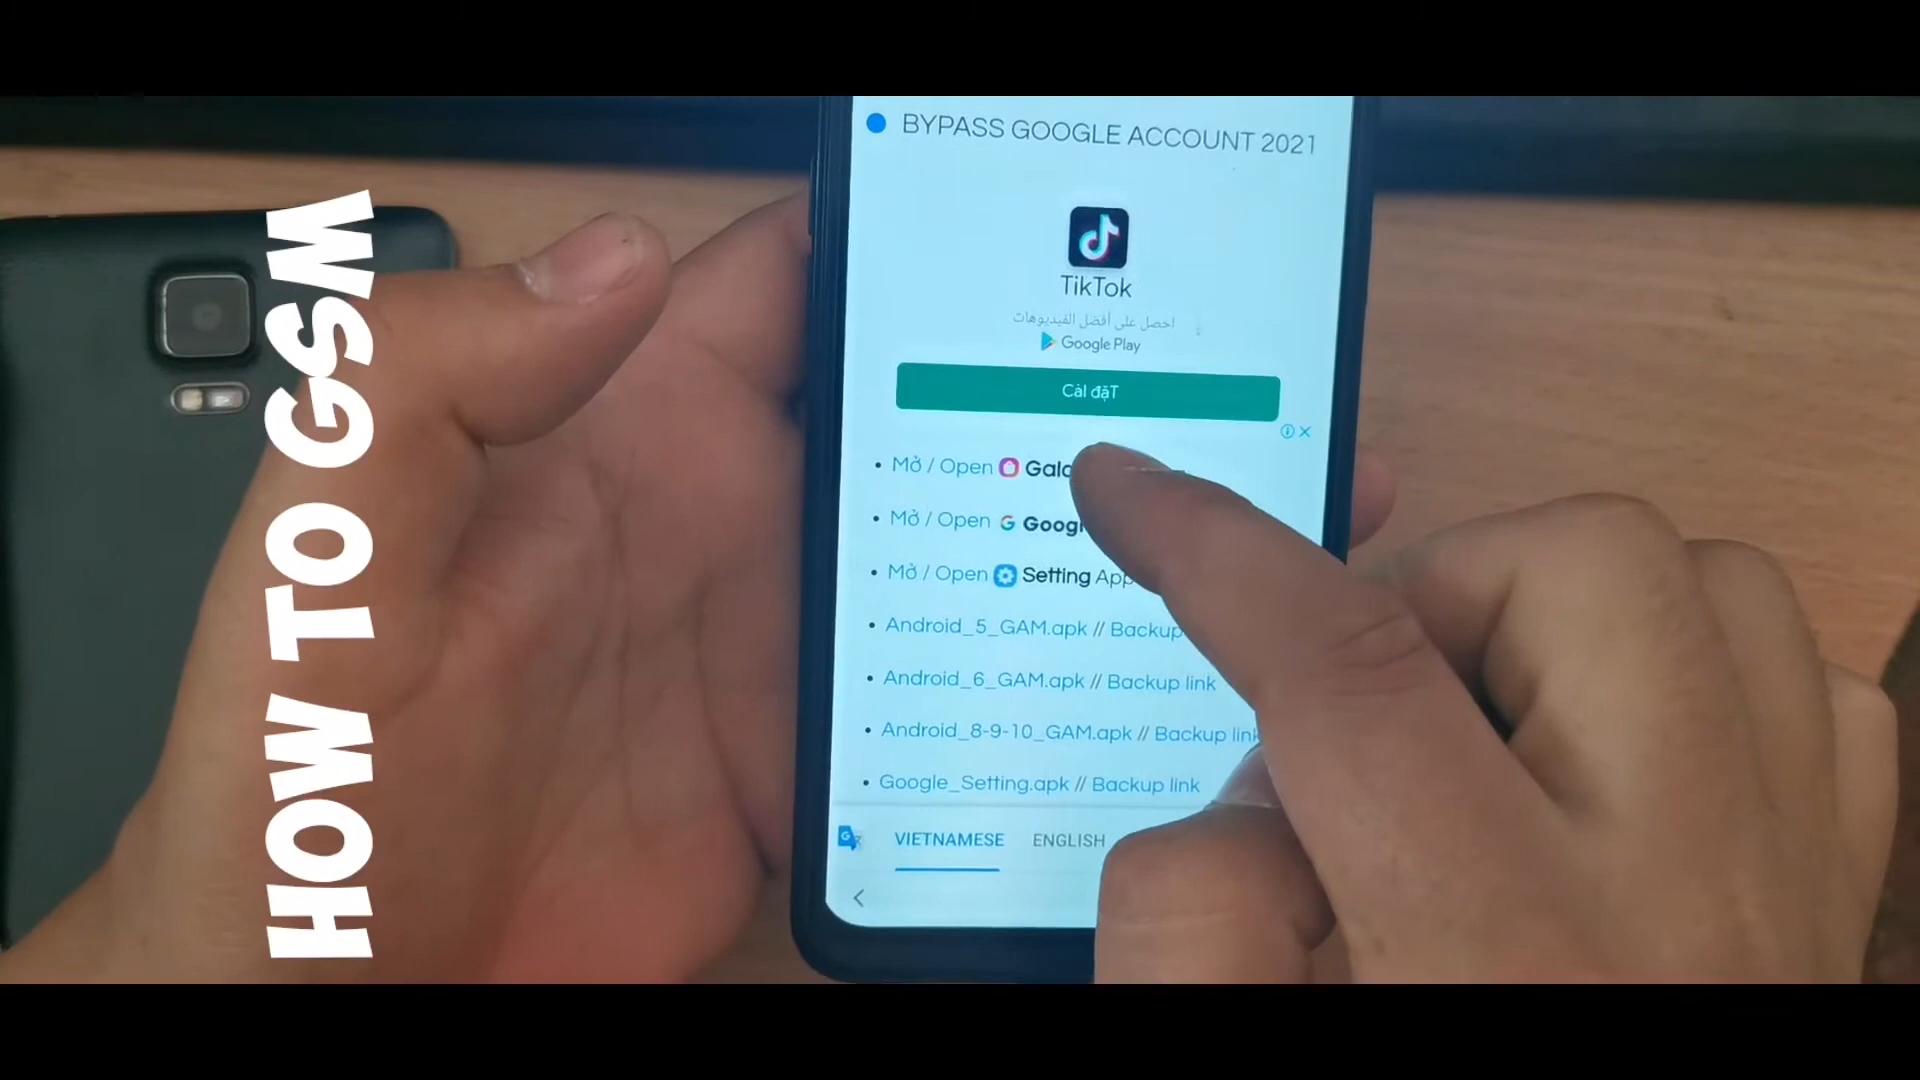 HOW TO GSM
BYPASS GOOGLE ACCOUNT 2021
TikTok
احصل على أفضل الفيديوهات
Google Play
Cài đặT
Mở / Open
Mở / Open
Mở / Open Setting App
Android_5_GAM.apk // Backup
Android_6_GAM.apk // Backup link
Android_8-9-10_GAM.apk // Backup link
Google_Setting.apk // Backup link
VIETNAMESE ENGLISH